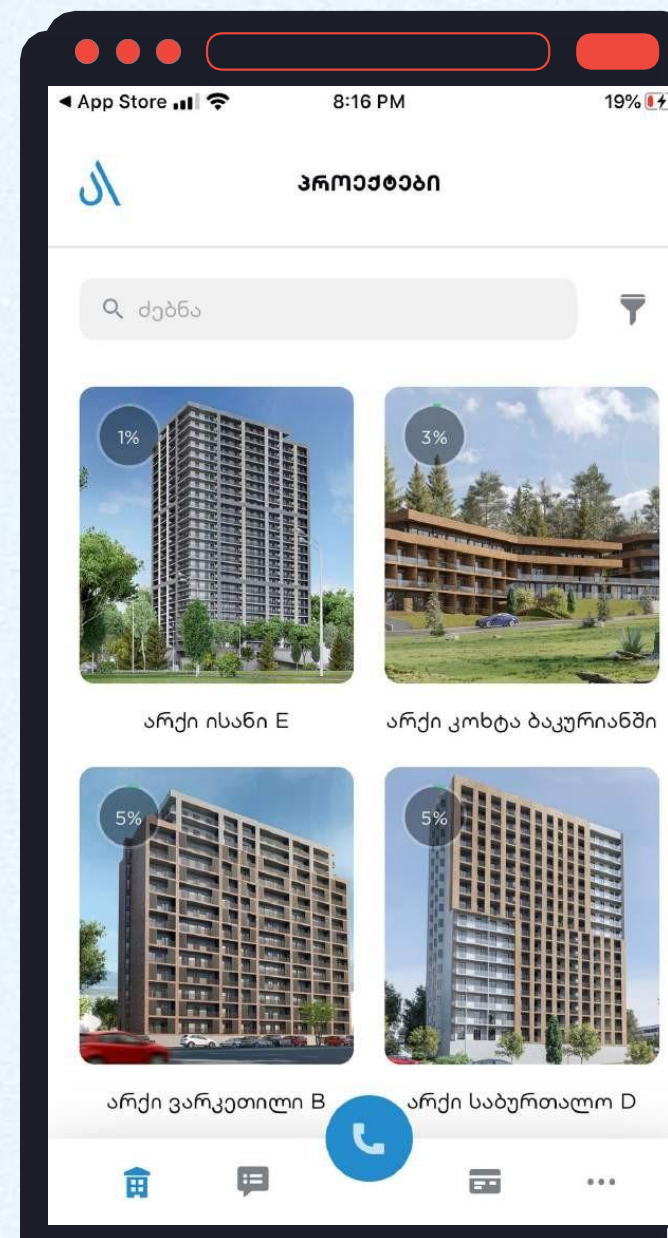 ◀ App Store 8:16 PM 19%
პროექტები
ძებნა
1% 3%
არქი ისანი E არქი კოხტა ბაკურიანში
5% 5%
არქი ვარკეთილი B არქი საბურთალო D